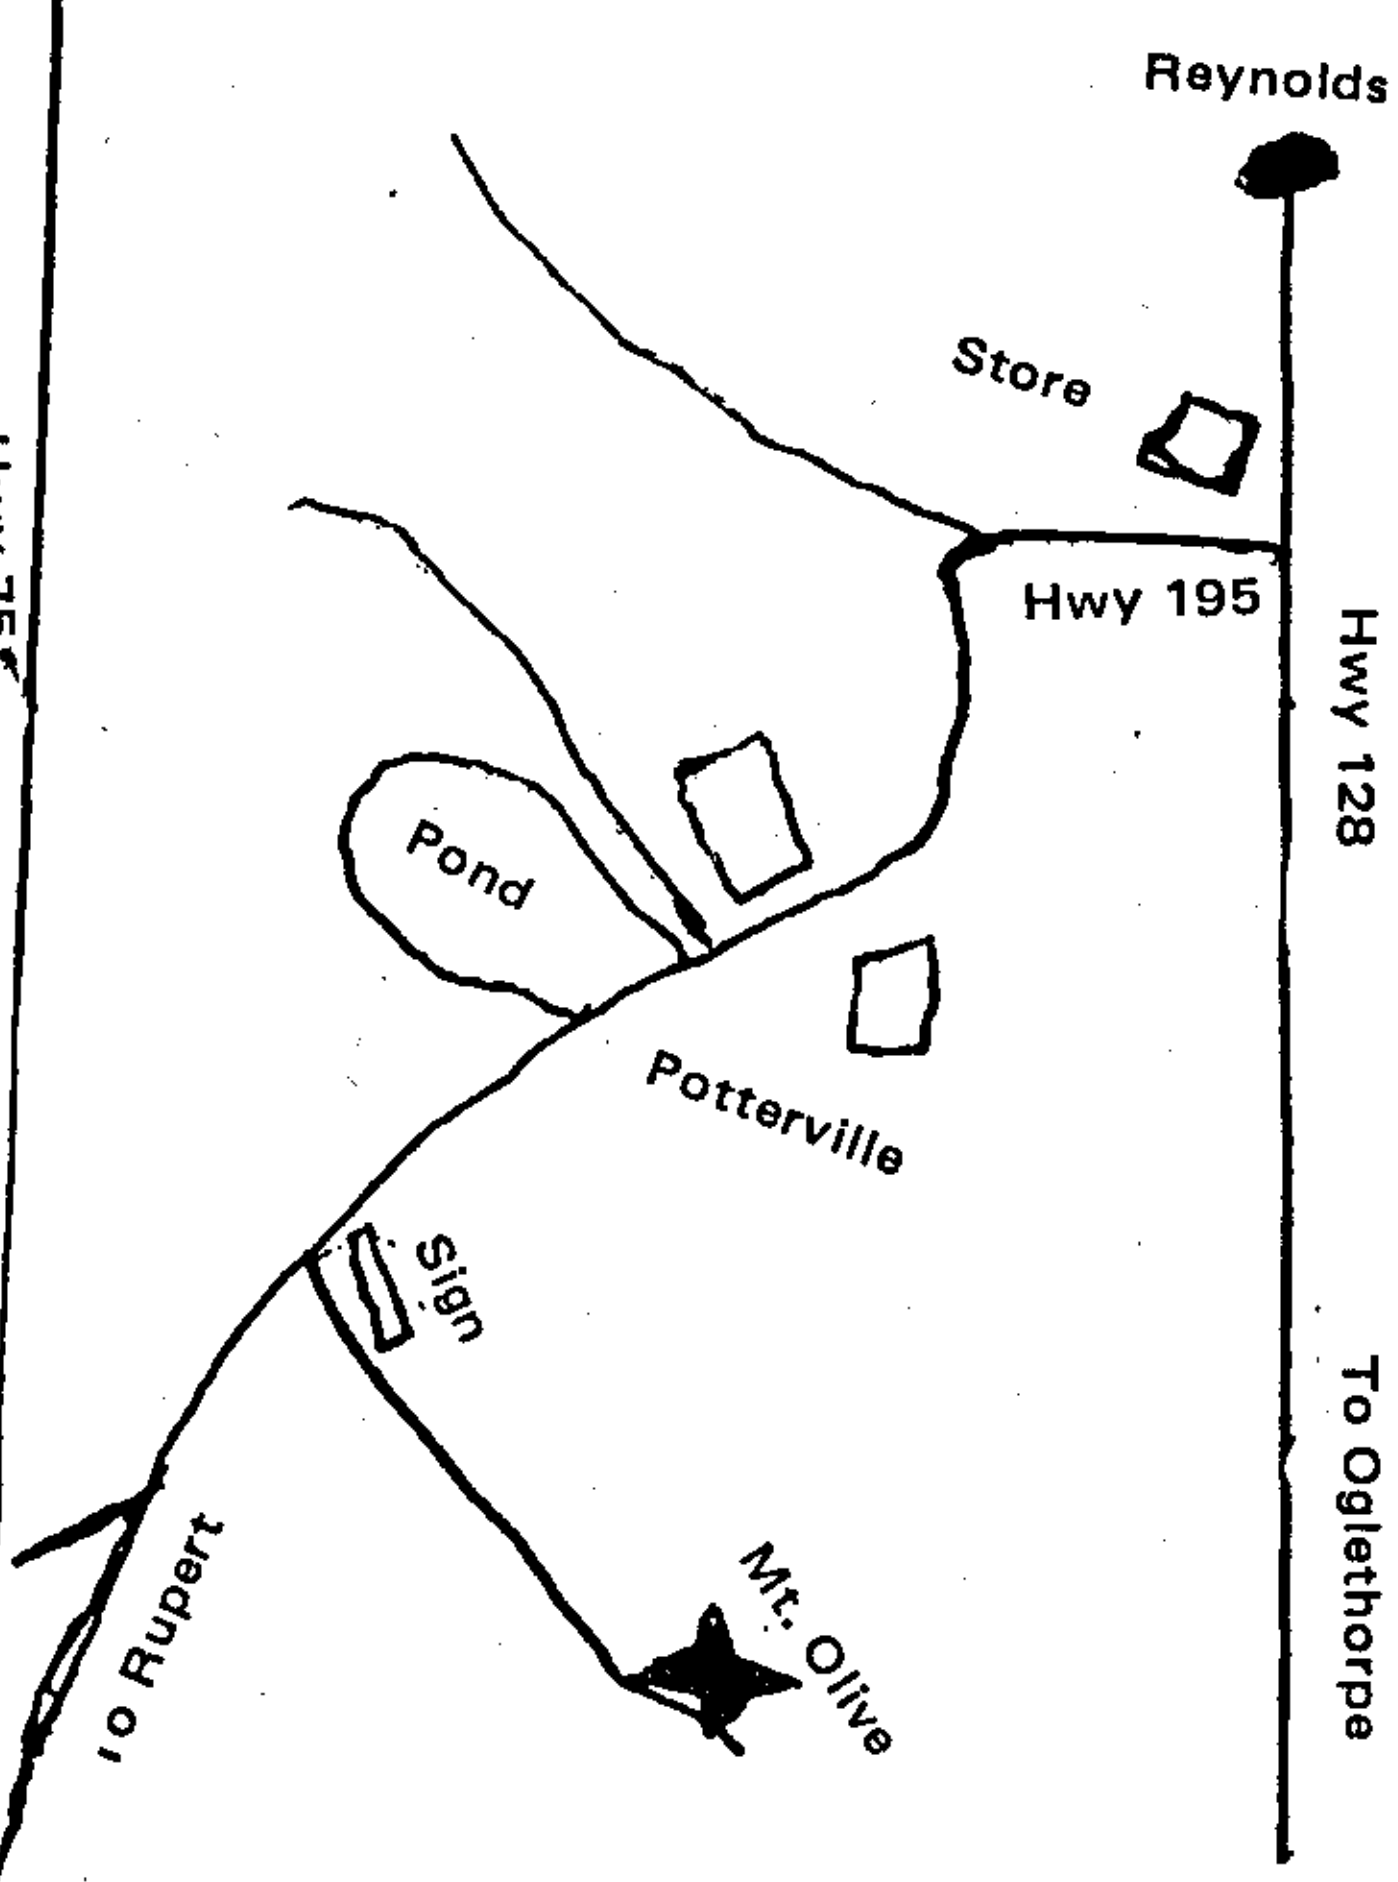 Reynolds
Store
Hwy 195
Hwy 128
Pond
Potterville
Sign
To Oglethorpe
To Rupert
Mt. Olive